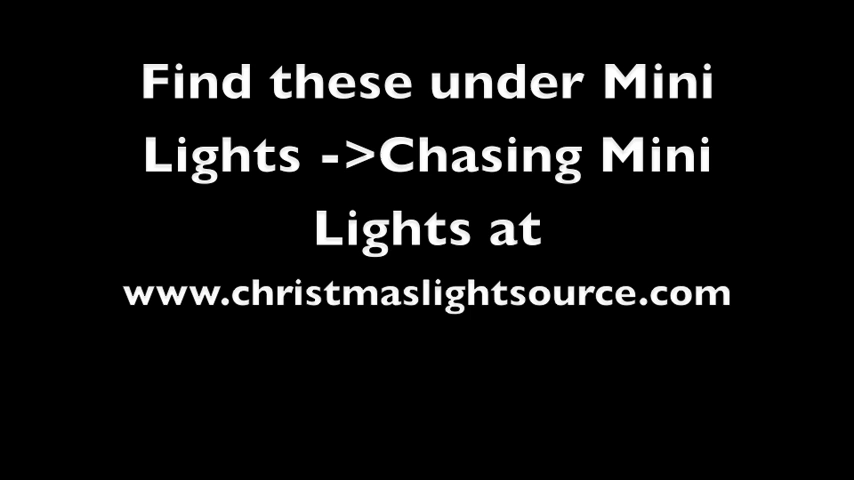 Find these under Mini
Lights ->Chasing Mini
Lights at
www.christmaslightsource.com